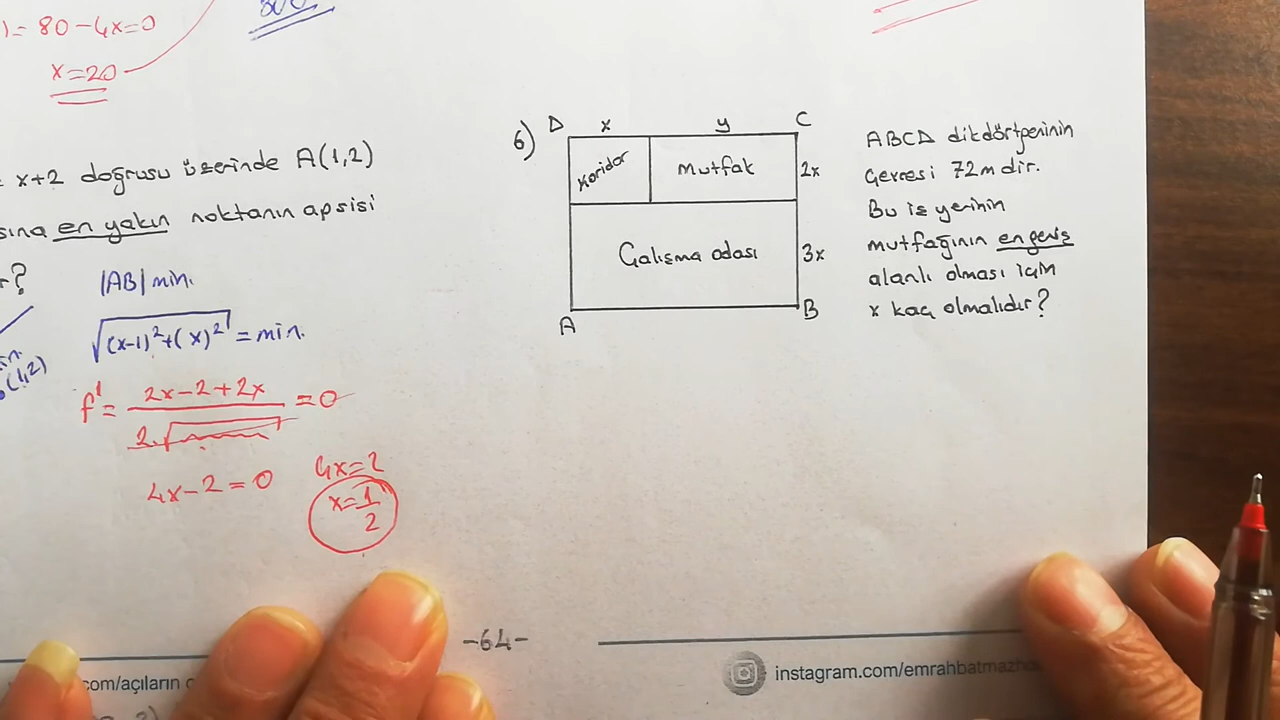 )= 80-4x=0
x=20
= x+2 doğrusu üzerinde A(1,2)
sına en yakın noktanın apsisi
r?
|AB| min.
√(x-1)²+(x)² = min.
(1,2)
f' = 2x-2+2x / 2.√ = 0
4x-2=0
4x=2
x=1/2
6)
D x y C
Koridor Mutfak 2x
Çalışma odası 3x
A B
ABCD dikdörtgeninin
Çevresi 72m dir.
Bu iş yerinin
mutfağının en geniş
alanlı olması için
x kaç olmalıdır?
-64-
.com/açıların
instagram.com/emrahbatmazho